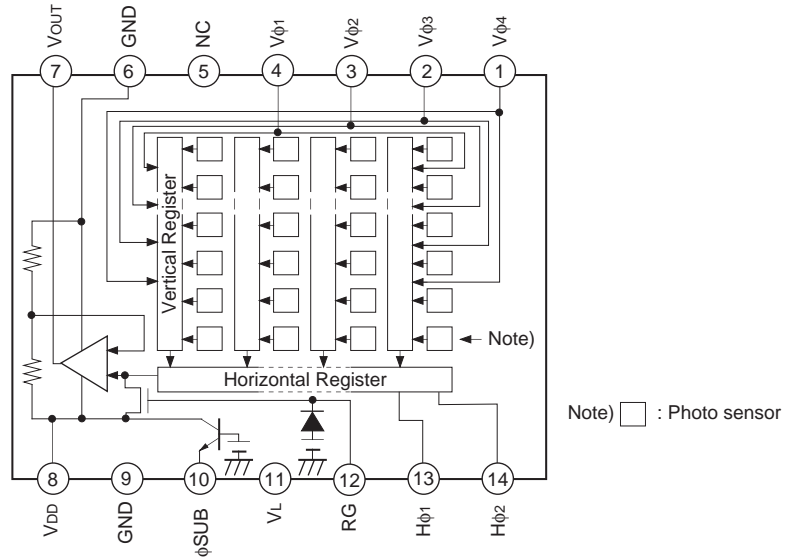 VOUT GND NC Vϕ1 Vϕ2 Vϕ3 Vϕ4
7 6 5 4 3 2 1
Vertical Register
Note)
Horizontal Register
Note) : Photo sensor
8 9 10 11 12 13 14
VDD GND ϕSUB VL RG Hϕ1 Hϕ2